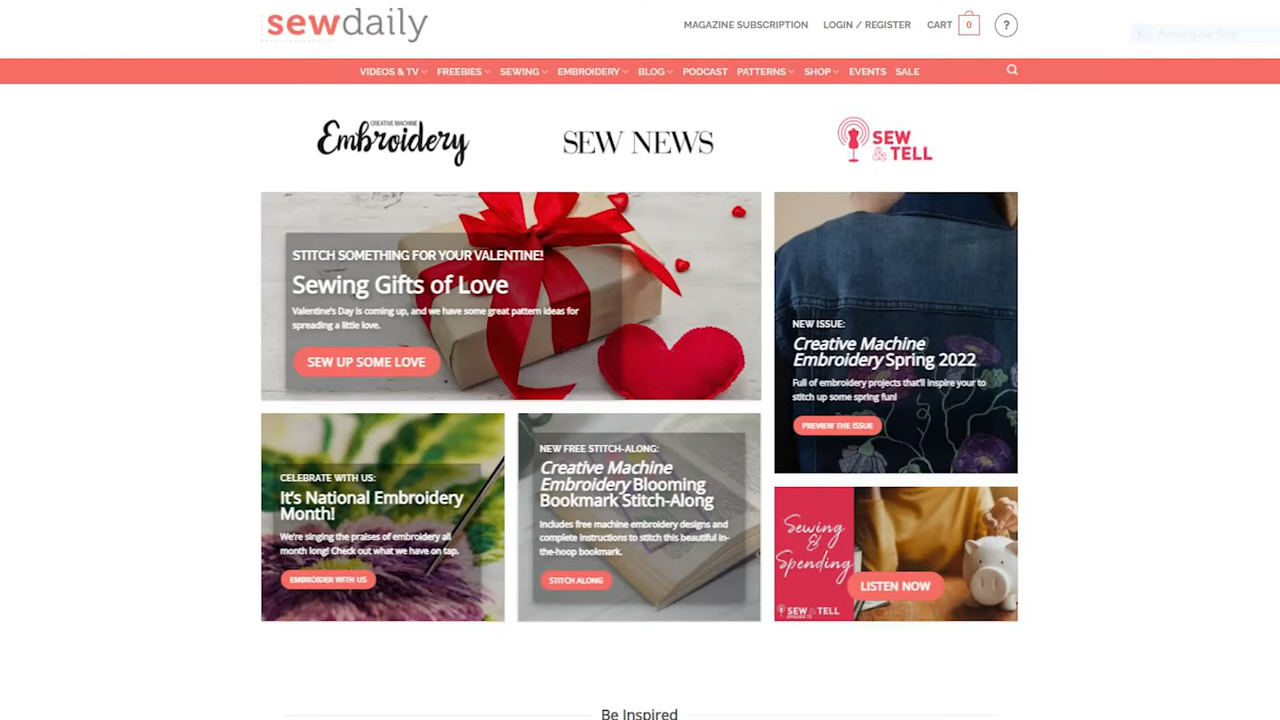 sewdaily
MAGAZINE SUBSCRIPTION LOGIN / REGISTER CART 0 ?
VIDEOS & TV FREEBIES SEWING EMBROIDERY BLOG PODCAST PATTERNS SHOP EVENTS SALE
CREATIVE MACHINE
Embroidery
SEW NEWS
SEW
& TELL
STITCH SOMETHING FOR YOUR VALENTINE!
Sewing Gifts of Love
Valentine's Day is coming up, and we have some great pattern ideas for
spreading a little love.
SEW UP SOME LOVE
NEW ISSUE:
Creative Machine
Embroidery Spring 2022
Full of embroidery projects that'll inspire your to
stitch up some spring fun!
PREVIEW THE ISSUE
CELEBRATE WITH US:
It's National Embroidery
Month!
We're singing the praises of embroidery all
month long! Check out what we have on tap.
EMBROIDER WITH US
NEW FREE STITCH-ALONG:
Creative Machine
Embroidery Blooming
Bookmark Stitch-Along
Includes free machine embroidery designs and
complete instructions to stitch this beautiful in-
the-hoop bookmark.
STITCH ALONG
Sewing
&
Spending
LISTEN NOW
SEW & TELL
Be Inspired